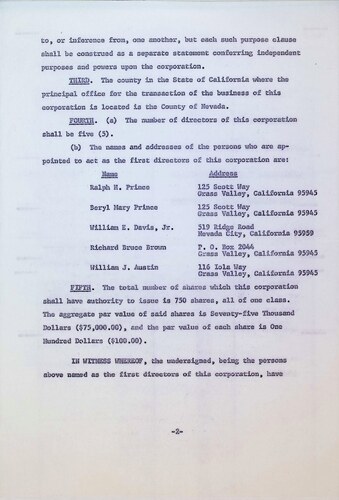 to, or inference from, one another, but each such purpose clause
shall be construed as a separate statement conferring independent
purposes and powers upon the corporation.
THIRD. The county in the State of California where the
principal office for the transaction of the business of this
corporation is located is the County of Nevada.
FOURTH. (a) The number of directors of this corporation
shall be five (5).
(b) The names and addresses of the persons who are ap-
pointed to act as the first directors of this corporation are:
Name Address
Ralph H. Prince 125 Scott Way
Grass Valley, California 95945
Beryl Mary Prince 125 Scott Way
Grass Valley, California 95945
William E. Davis, Jr. 519 Ridge Road
Nevada City, California 95959
Richard Bruce Brown P. O. Box 2044
Grass Valley, California 95945
William J. Austin 116 Iola Way
Grass Valley, California 95945
FIFTH. The total number of shares which this corporation
shall have authority to issue is 750 shares, all of one class.
The aggregate par value of said shares is Seventy-five Thousand
Dollars ($75,000.00), and the par value of each share is One
Hundred Dollars ($100.00).
IN WITNESS WHEREOF, the undersigned, being the persons
above named as the first directors of this corporation, have
-2-